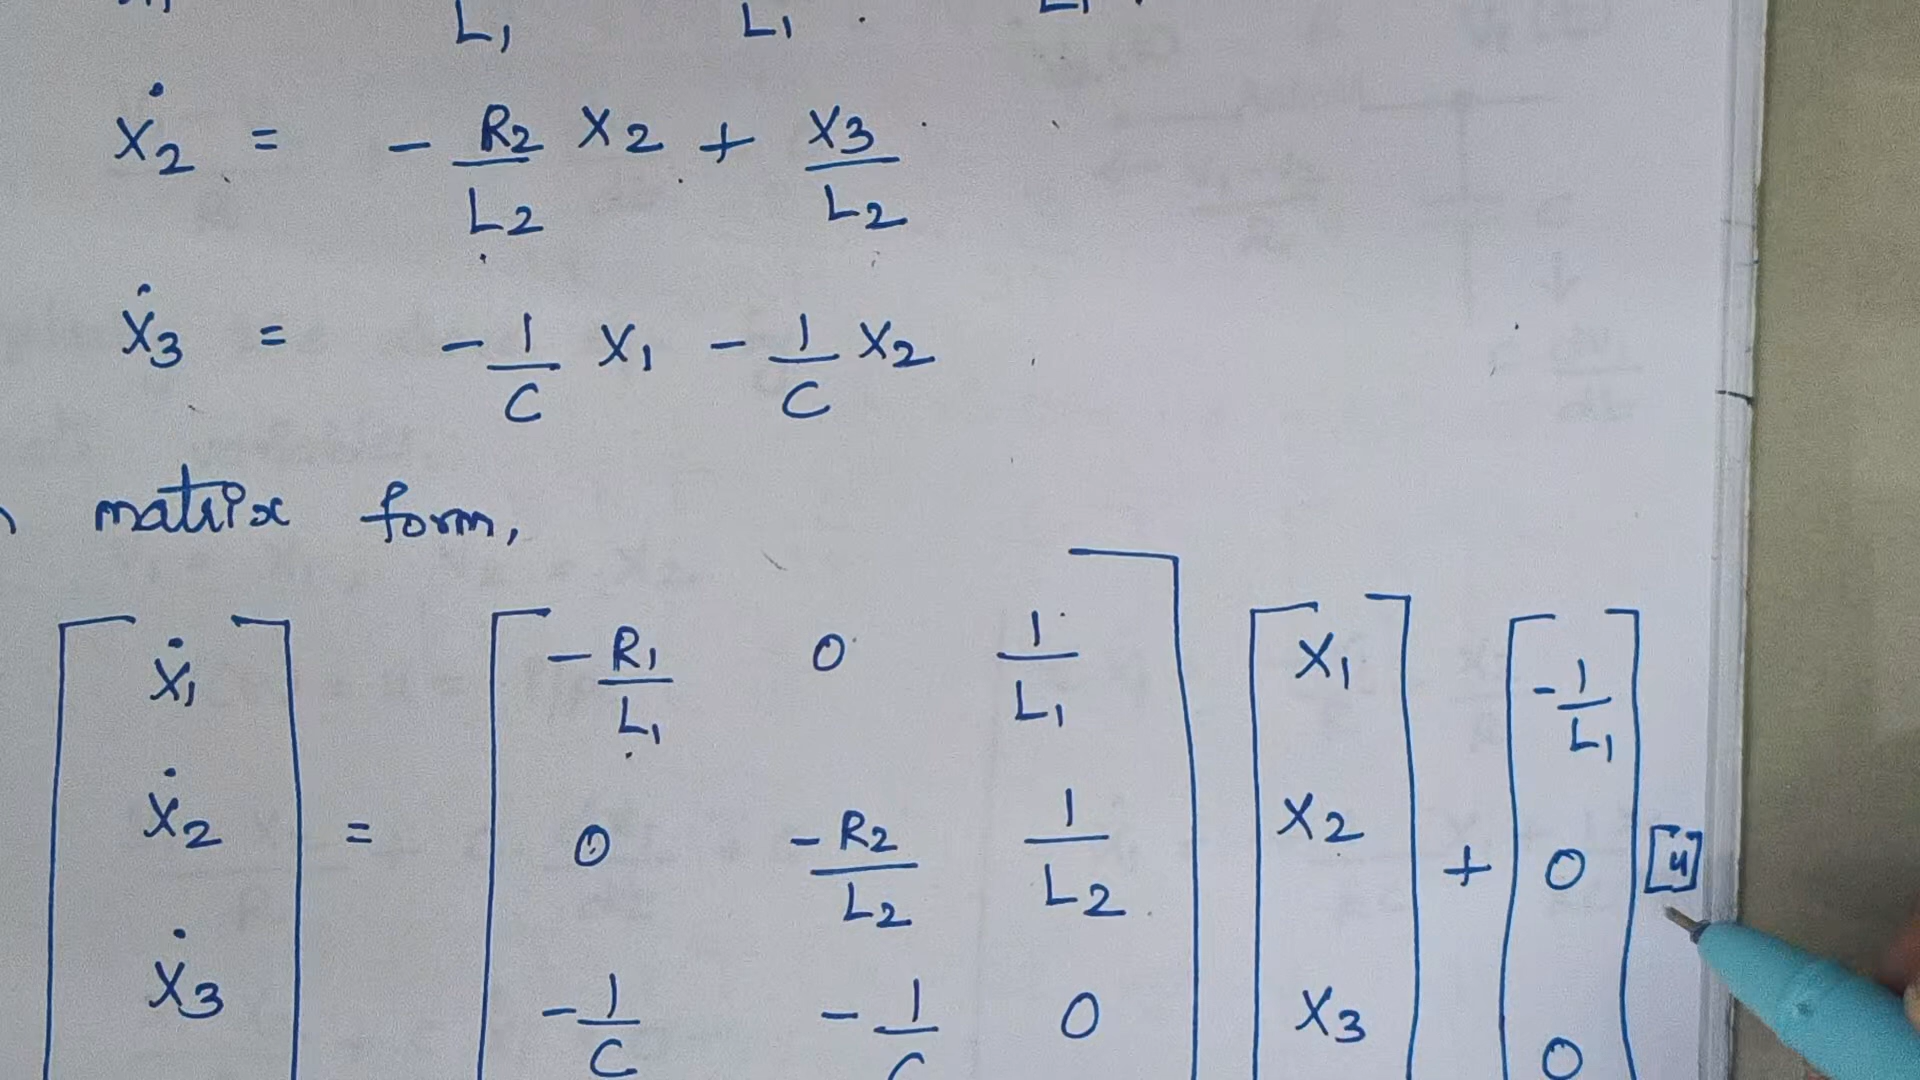 L₁ L₁
ẋ₂ = - R₂/L₂ x₂ + x₃/L₂
ẋ₃ = - 1/C x₁ - 1/C x₂
matrix form,
[ẋ₁ ẋ₂ ẋ₃] = [-R₁/L₁ 0 1/L₁; 0 -R₂/L₂ 1/L₂; -1/C -1/C 0] [x₁ x₂ x₃] + [-1/L₁ 0 0] [u]